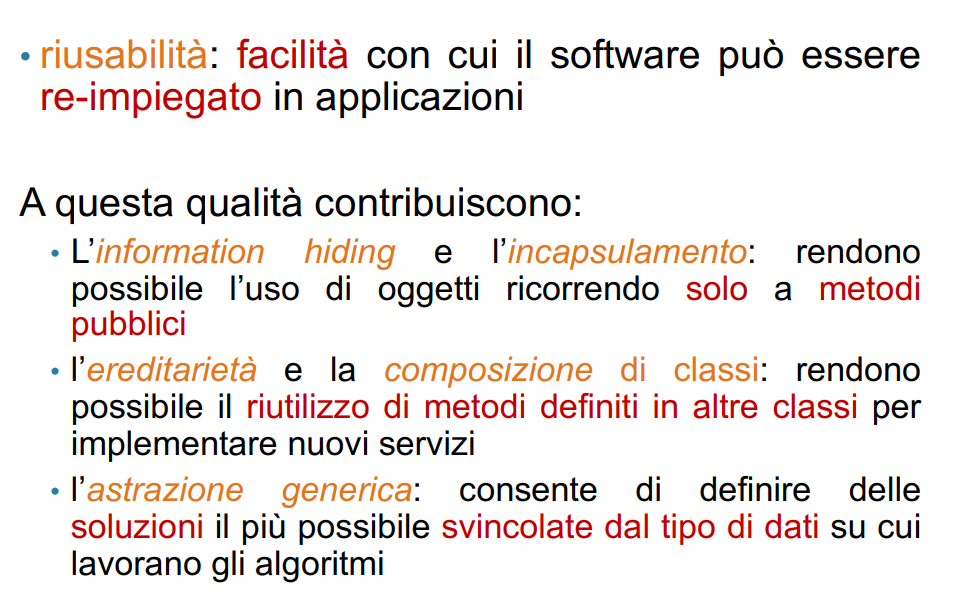 • riusabilità: facilità con cui il software può essere
re-impiegato in applicazioni
A questa qualità contribuiscono:
• L’information hiding e l’incapsulamento: rendono
possibile l’uso di oggetti ricorrendo solo a metodi
pubblici
• l’ereditarietà e la composizione di classi: rendono
possibile il riutilizzo di metodi definiti in altre classi per
implementare nuovi servizi
• l’astrazione generica: consente di definire delle
soluzioni il più possibile svincolate dal tipo di dati su cui
lavorano gli algoritmi